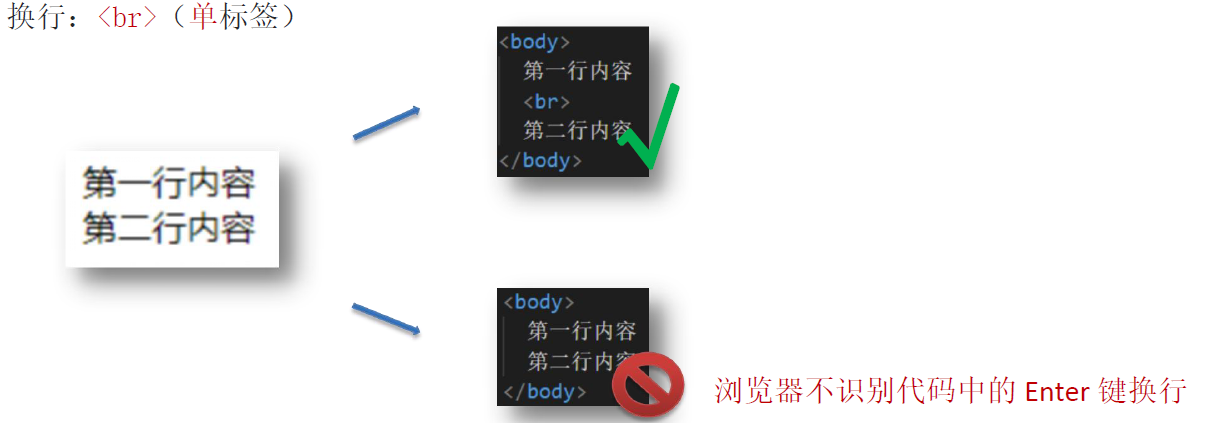 换行：<br>（单标签）
<body>
第一行内容
<br>
第二行内容
</body>
第一行内容
第二行内容
<body>
第一行内容
第二行内容
</body>
浏览器不识别代码中的 Enter 键换行